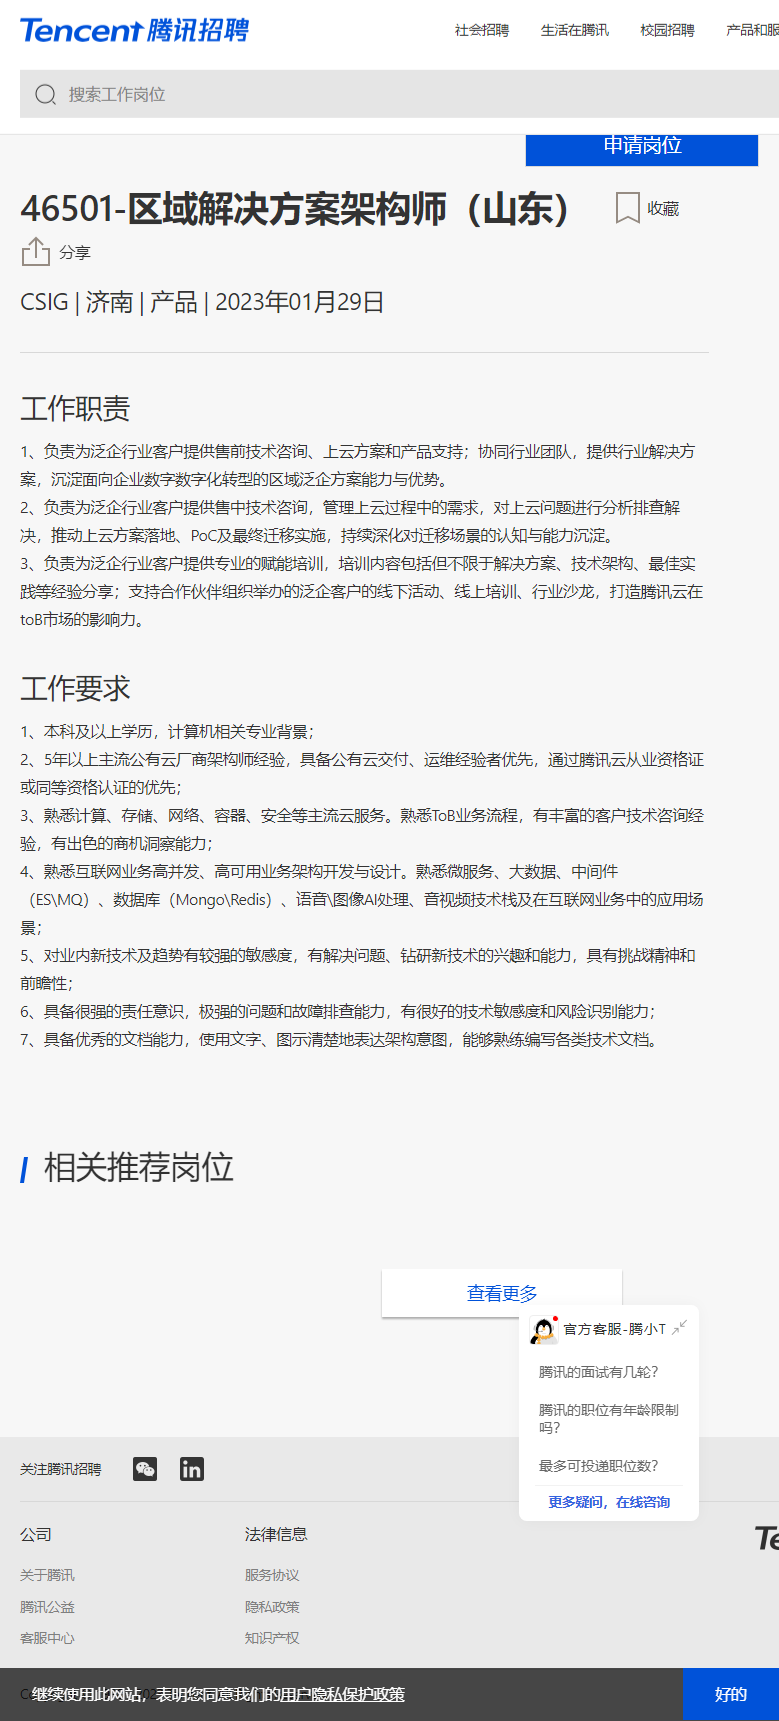 Tencent 腾讯招聘
社会招聘 生活在腾讯 校园招聘 产品和服
搜索工作岗位
申请岗位
46501-区域解决方案架构师（山东） 收藏
分享
CSIG | 济南 | 产品 | 2023年01月29日
工作职责
1、负责为泛企行业客户提供售前技术咨询、上云方案和产品支持；协同行业团队，提供行业解决方
案，沉淀面向企业数字数字化转型的区域泛企方案能力与优势。
2、负责为泛企行业客户提供售中技术咨询，管理上云过程中的需求，对上云问题进行分析排查解
决，推动上云方案落地、PoC及最终迁移实施，持续深化对迁移场景的认知与能力沉淀。
3、负责为泛企行业客户提供专业的赋能培训，培训内容包括但不限于解决方案、技术架构、最佳实
践等经验分享；支持合作伙伴组织举办的泛企客户的线下活动、线上培训、行业沙龙，打造腾讯云在
toB市场的影响力。
工作要求
1、本科及以上学历，计算机相关专业背景；
2、5年以上主流公有云厂商架构师经验，具备公有云交付、运维经验者优先，通过腾讯云从业资格证
或同等资格认证的优先；
3、熟悉计算、存储、网络、容器、安全等主流云服务。熟悉ToB业务流程，有丰富的客户技术咨询经
验，有出色的商机洞察能力；
4、熟悉互联网业务高并发、高可用业务架构开发与设计。熟悉微服务、大数据、中间件
（ES\MQ）、数据库（Mongo\Redis）、语音\图像AI处理、音视频技术栈及在互联网业务中的应用场
景；
5、对业内新技术及趋势有较强的敏感度，有解决问题、钻研新技术的兴趣和能力，具有挑战精神和
前瞻性；
6、具备很强的责任意识，极强的问题和故障排查能力，有很好的技术敏感度和风险识别能力；
7、具备优秀的文档能力，使用文字、图示清楚地表达架构意图，能够熟练编写各类技术文档。
相关推荐岗位
查看更多
官方客服-腾小T
腾讯的面试有几轮？
腾讯的职位有年龄限制
吗？
最多可投递职位数？
更多疑问，在线咨询
关注腾讯招聘
公司 法律信息
Te
关于腾讯 服务协议
腾讯公益 隐私政策
客服中心 知识产权
继续使用此网站，表明您同意我们的用户隐私保护政策 好的